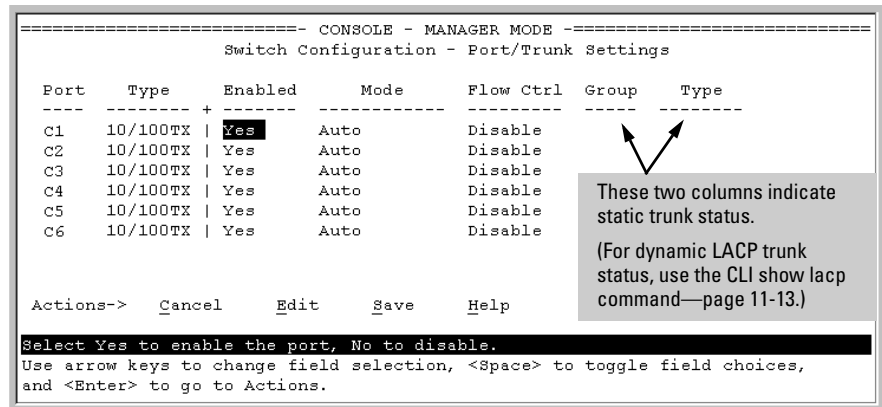 ==========================- CONSOLE - MANAGER MODE -============================
Switch Configuration - Port/Trunk Settings
Port Type Enabled Mode Flow Ctrl Group Type
---- -------- + ------- ------------ --------- ----- -------
C1 10/100TX | Yes Auto Disable
C2 10/100TX | Yes Auto Disable
C3 10/100TX | Yes Auto Disable
C4 10/100TX | Yes Auto Disable
C5 10/100TX | Yes Auto Disable
C6 10/100TX | Yes Auto Disable
These two columns indicate
static trunk status.
(For dynamic LACP trunk
status, use the CLI show lacp
command—page 11-13.)
Actions-> Cancel Edit Save Help
Select Yes to enable the port, No to disable.
Use arrow keys to change field selection, <Space> to toggle field choices,
and <Enter> to go to Actions.